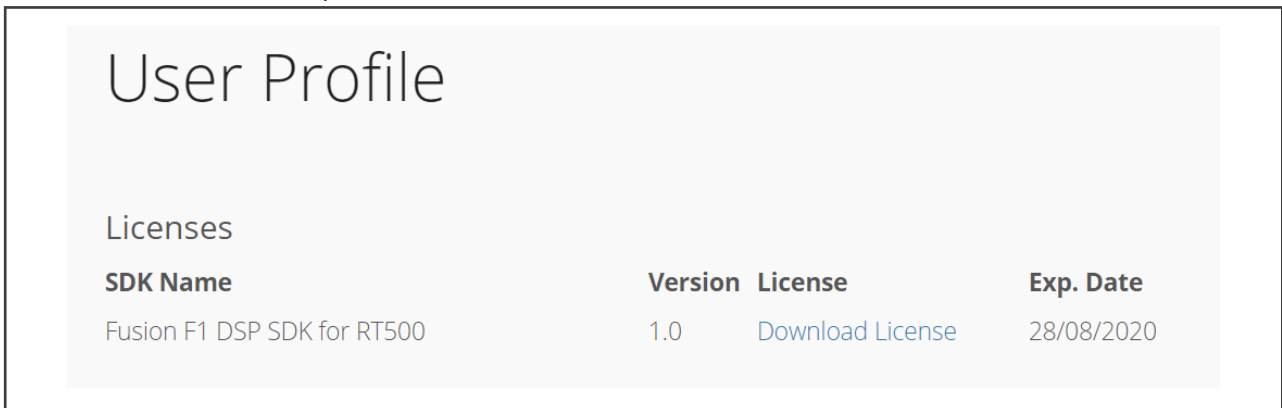 User Profile
Licenses
SDK Name Version License Exp. Date
Fusion F1 DSP SDK for RT500 1.0 Download License 28/08/2020